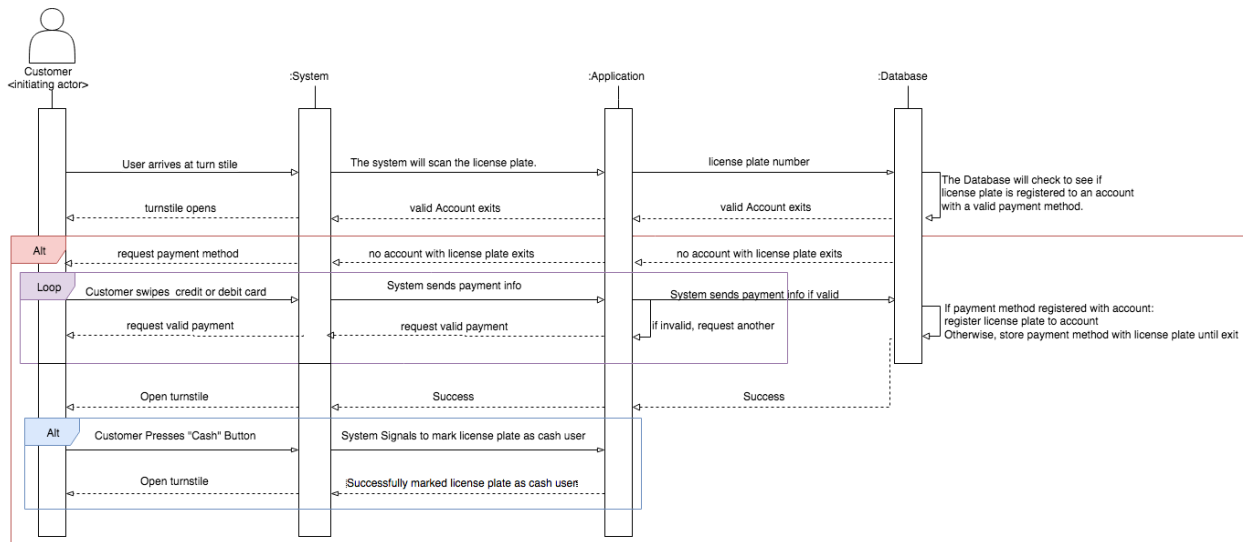 Customer
<initiating actor>
:System
:Application
:Database
User arrives at turn stile
The system will scan the license plate.
license plate number
The Database will check to see if
license plate is registered to an account
with a valid payment method.
turnstile opens
valid Account exits
valid Account exits
Alt
request payment method
no account with license plate exits
no account with license plate exits
Loop
Customer swipes credit or debit card
System sends payment info
System sends payment info if valid
If payment method registered with account:
register license plate to account
Otherwise, store payment method with license plate until exit
request valid payment
request valid payment
if invalid, request another
Open turnstile
Success
Success
Alt
Customer Presses "Cash" Button
System Signals to mark license plate as cash user
Open turnstile
Successfully marked license plate as cash user